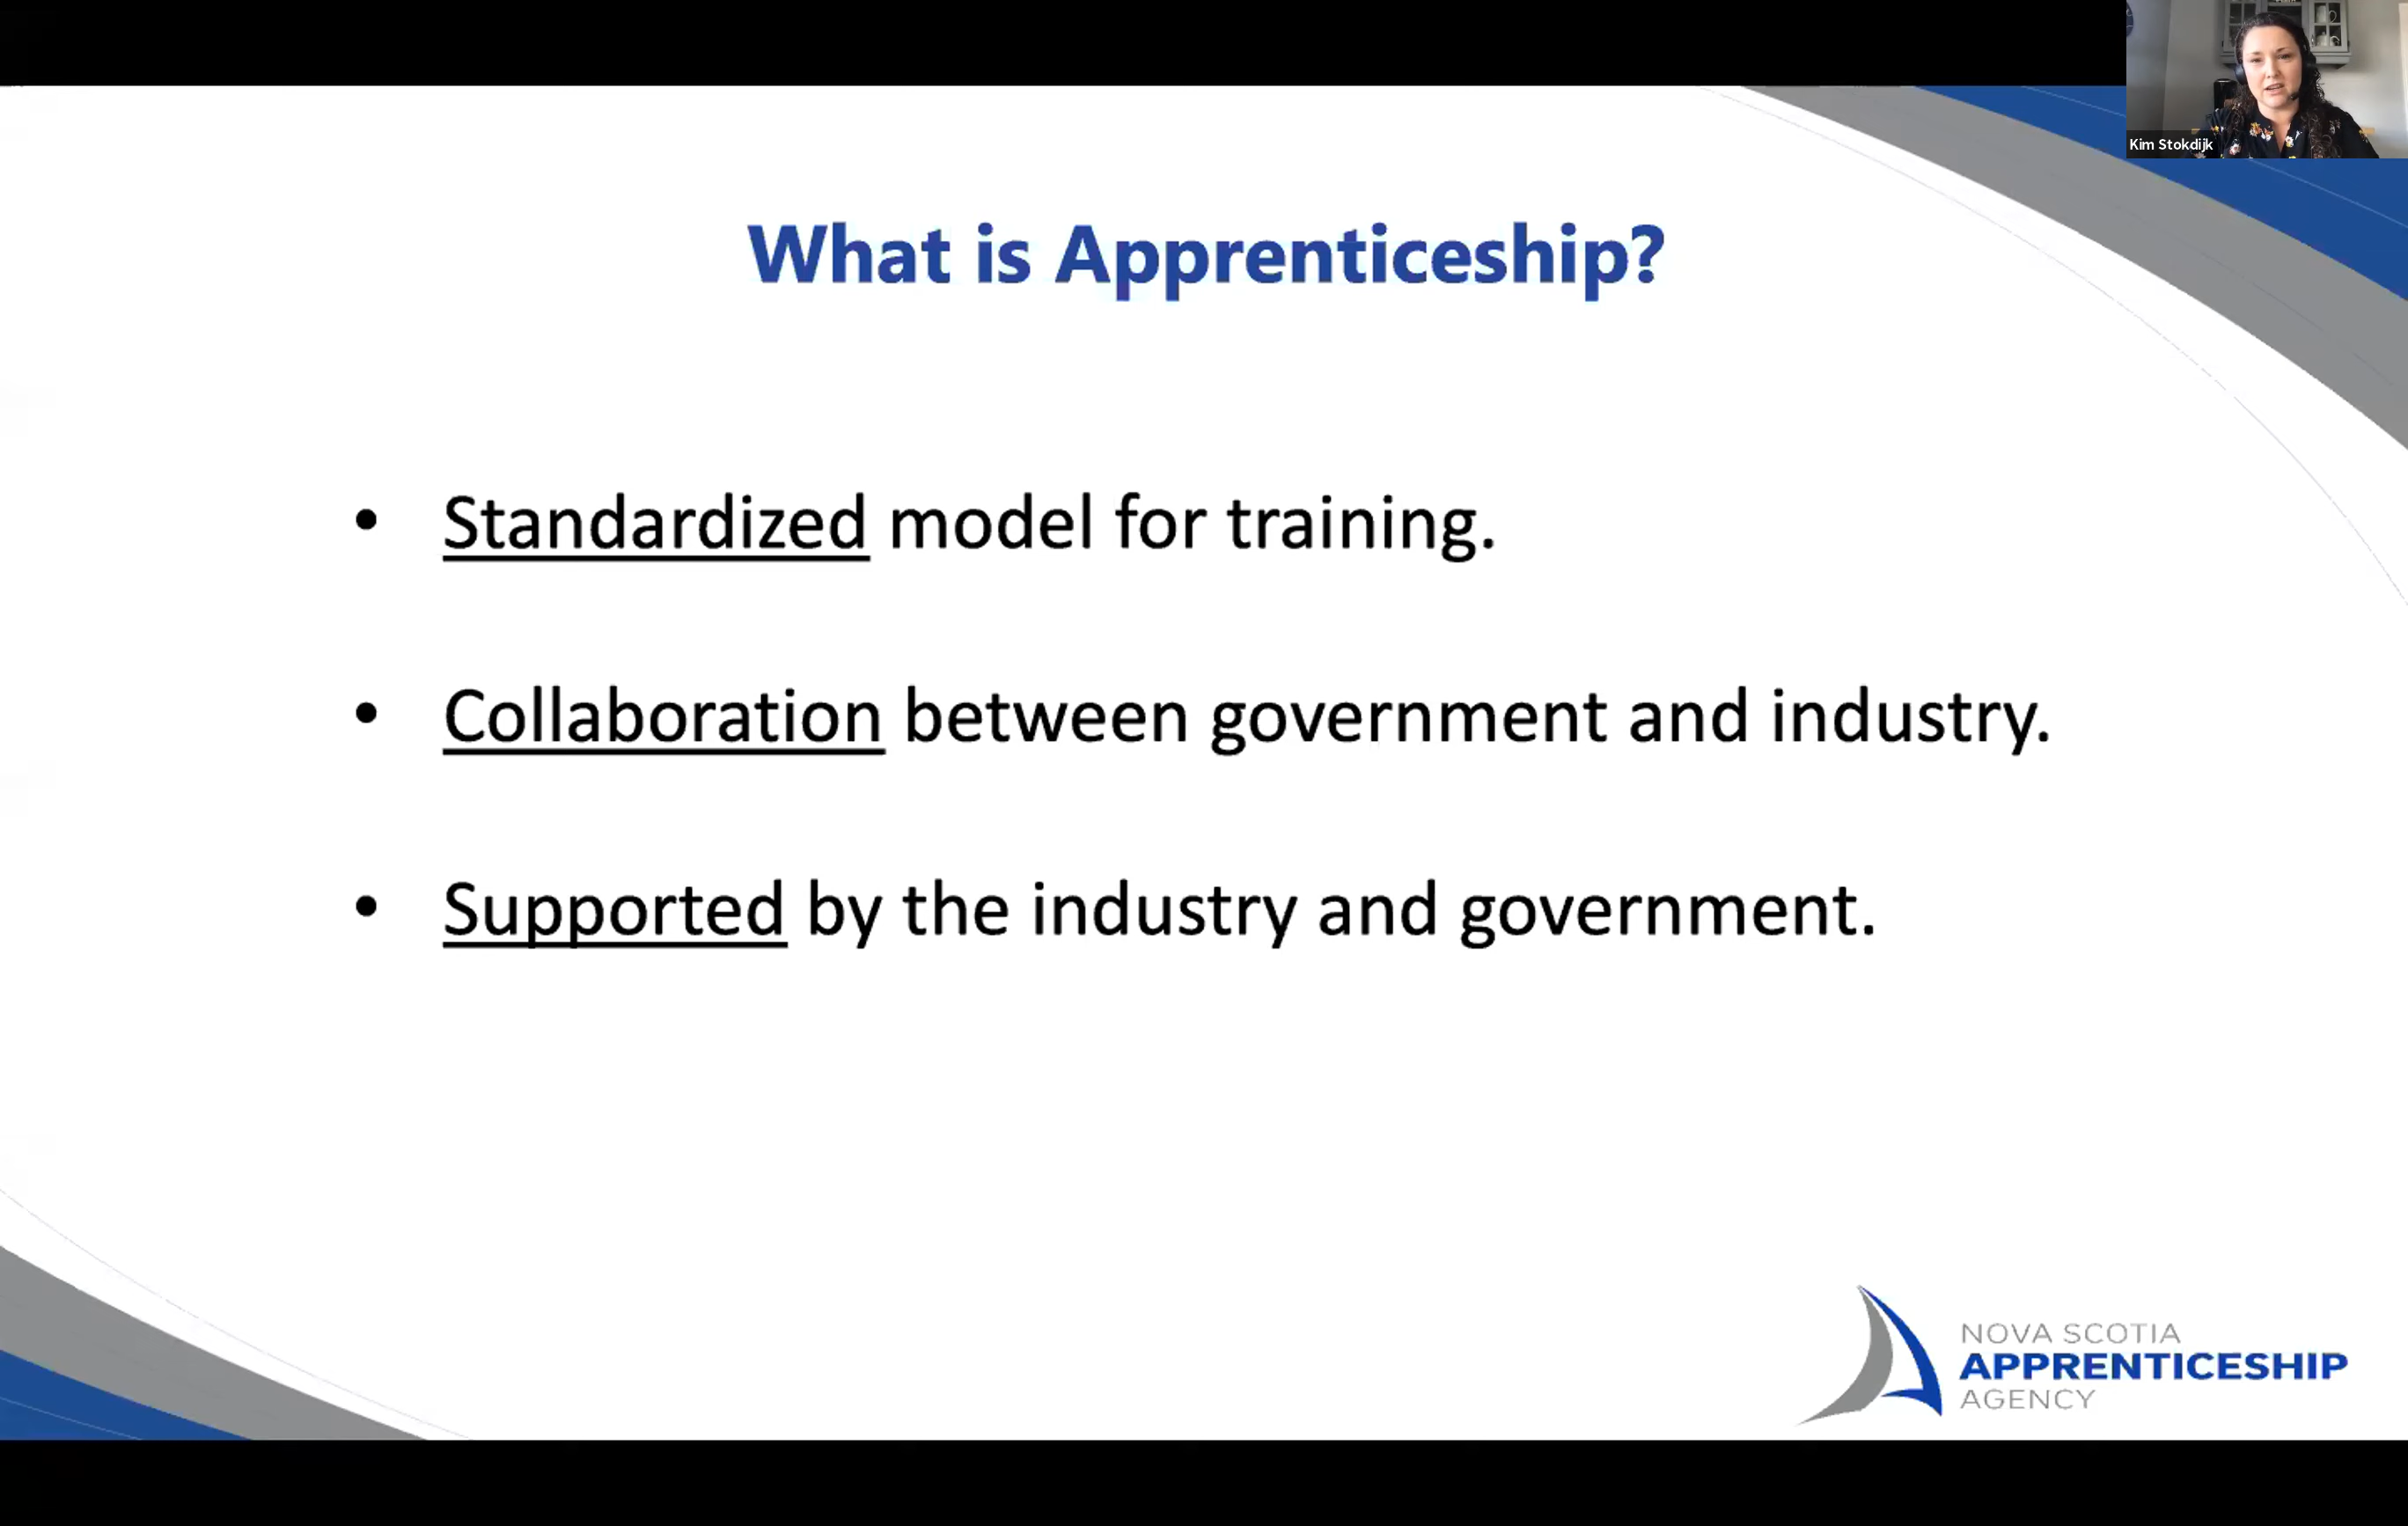 Kim Stokdijk
What is Apprenticeship?
• Standardized model for training.
• Collaboration between government and industry.
• Supported by the industry and government.
NOVA SCOTIA
APPRENTICESHIP
AGENCY